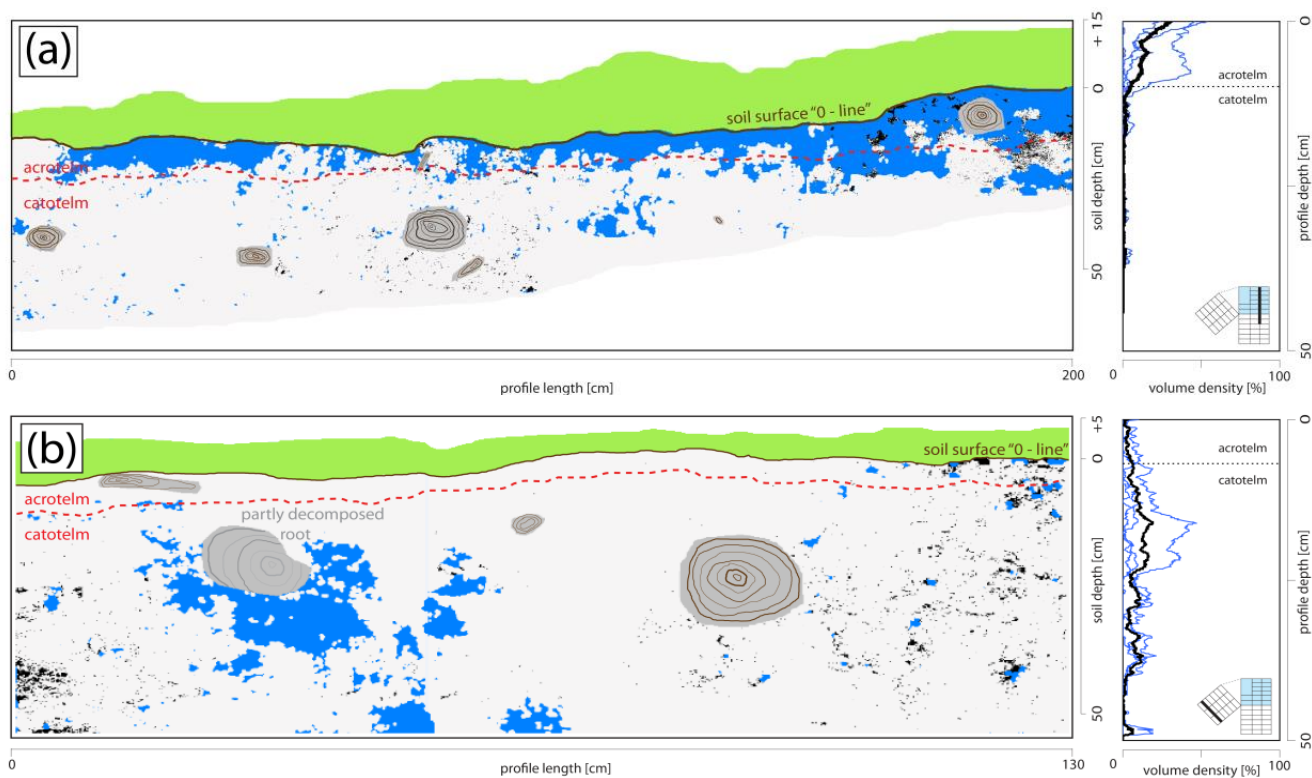 (a)
+ 15
0
50
soil depth [cm]
soil surface "0 - line"
acrotelm
catotelm
0
200
profile length [cm]
0
50
profile depth [cm]
acrotelm
catotelm
0
100
volume density [%]
(b)
+5
0
50
soil depth [cm]
soil surface "0 - line"
acrotelm
catotelm
partly decomposed
root
0
130
profile length [cm]
0
50
profile depth [cm]
acrotelm
catotelm
0
100
volume density [%]